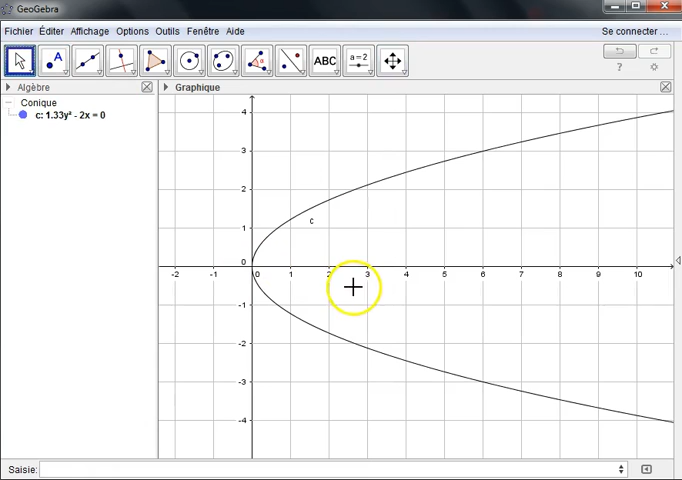 GeoGebra
Fichier Éditer Affichage Options Outils Fenêtre Aide Se connecter ...
A α ABC a = 2 ?
Algèbre Graphique
Conique
c: 1.33y² - 2x = 0
4
3
2
1
c
0
-2 -1 0 1 2 3 4 5 6 7 8 9 10
-1
-2
-3
-4
Saisie: